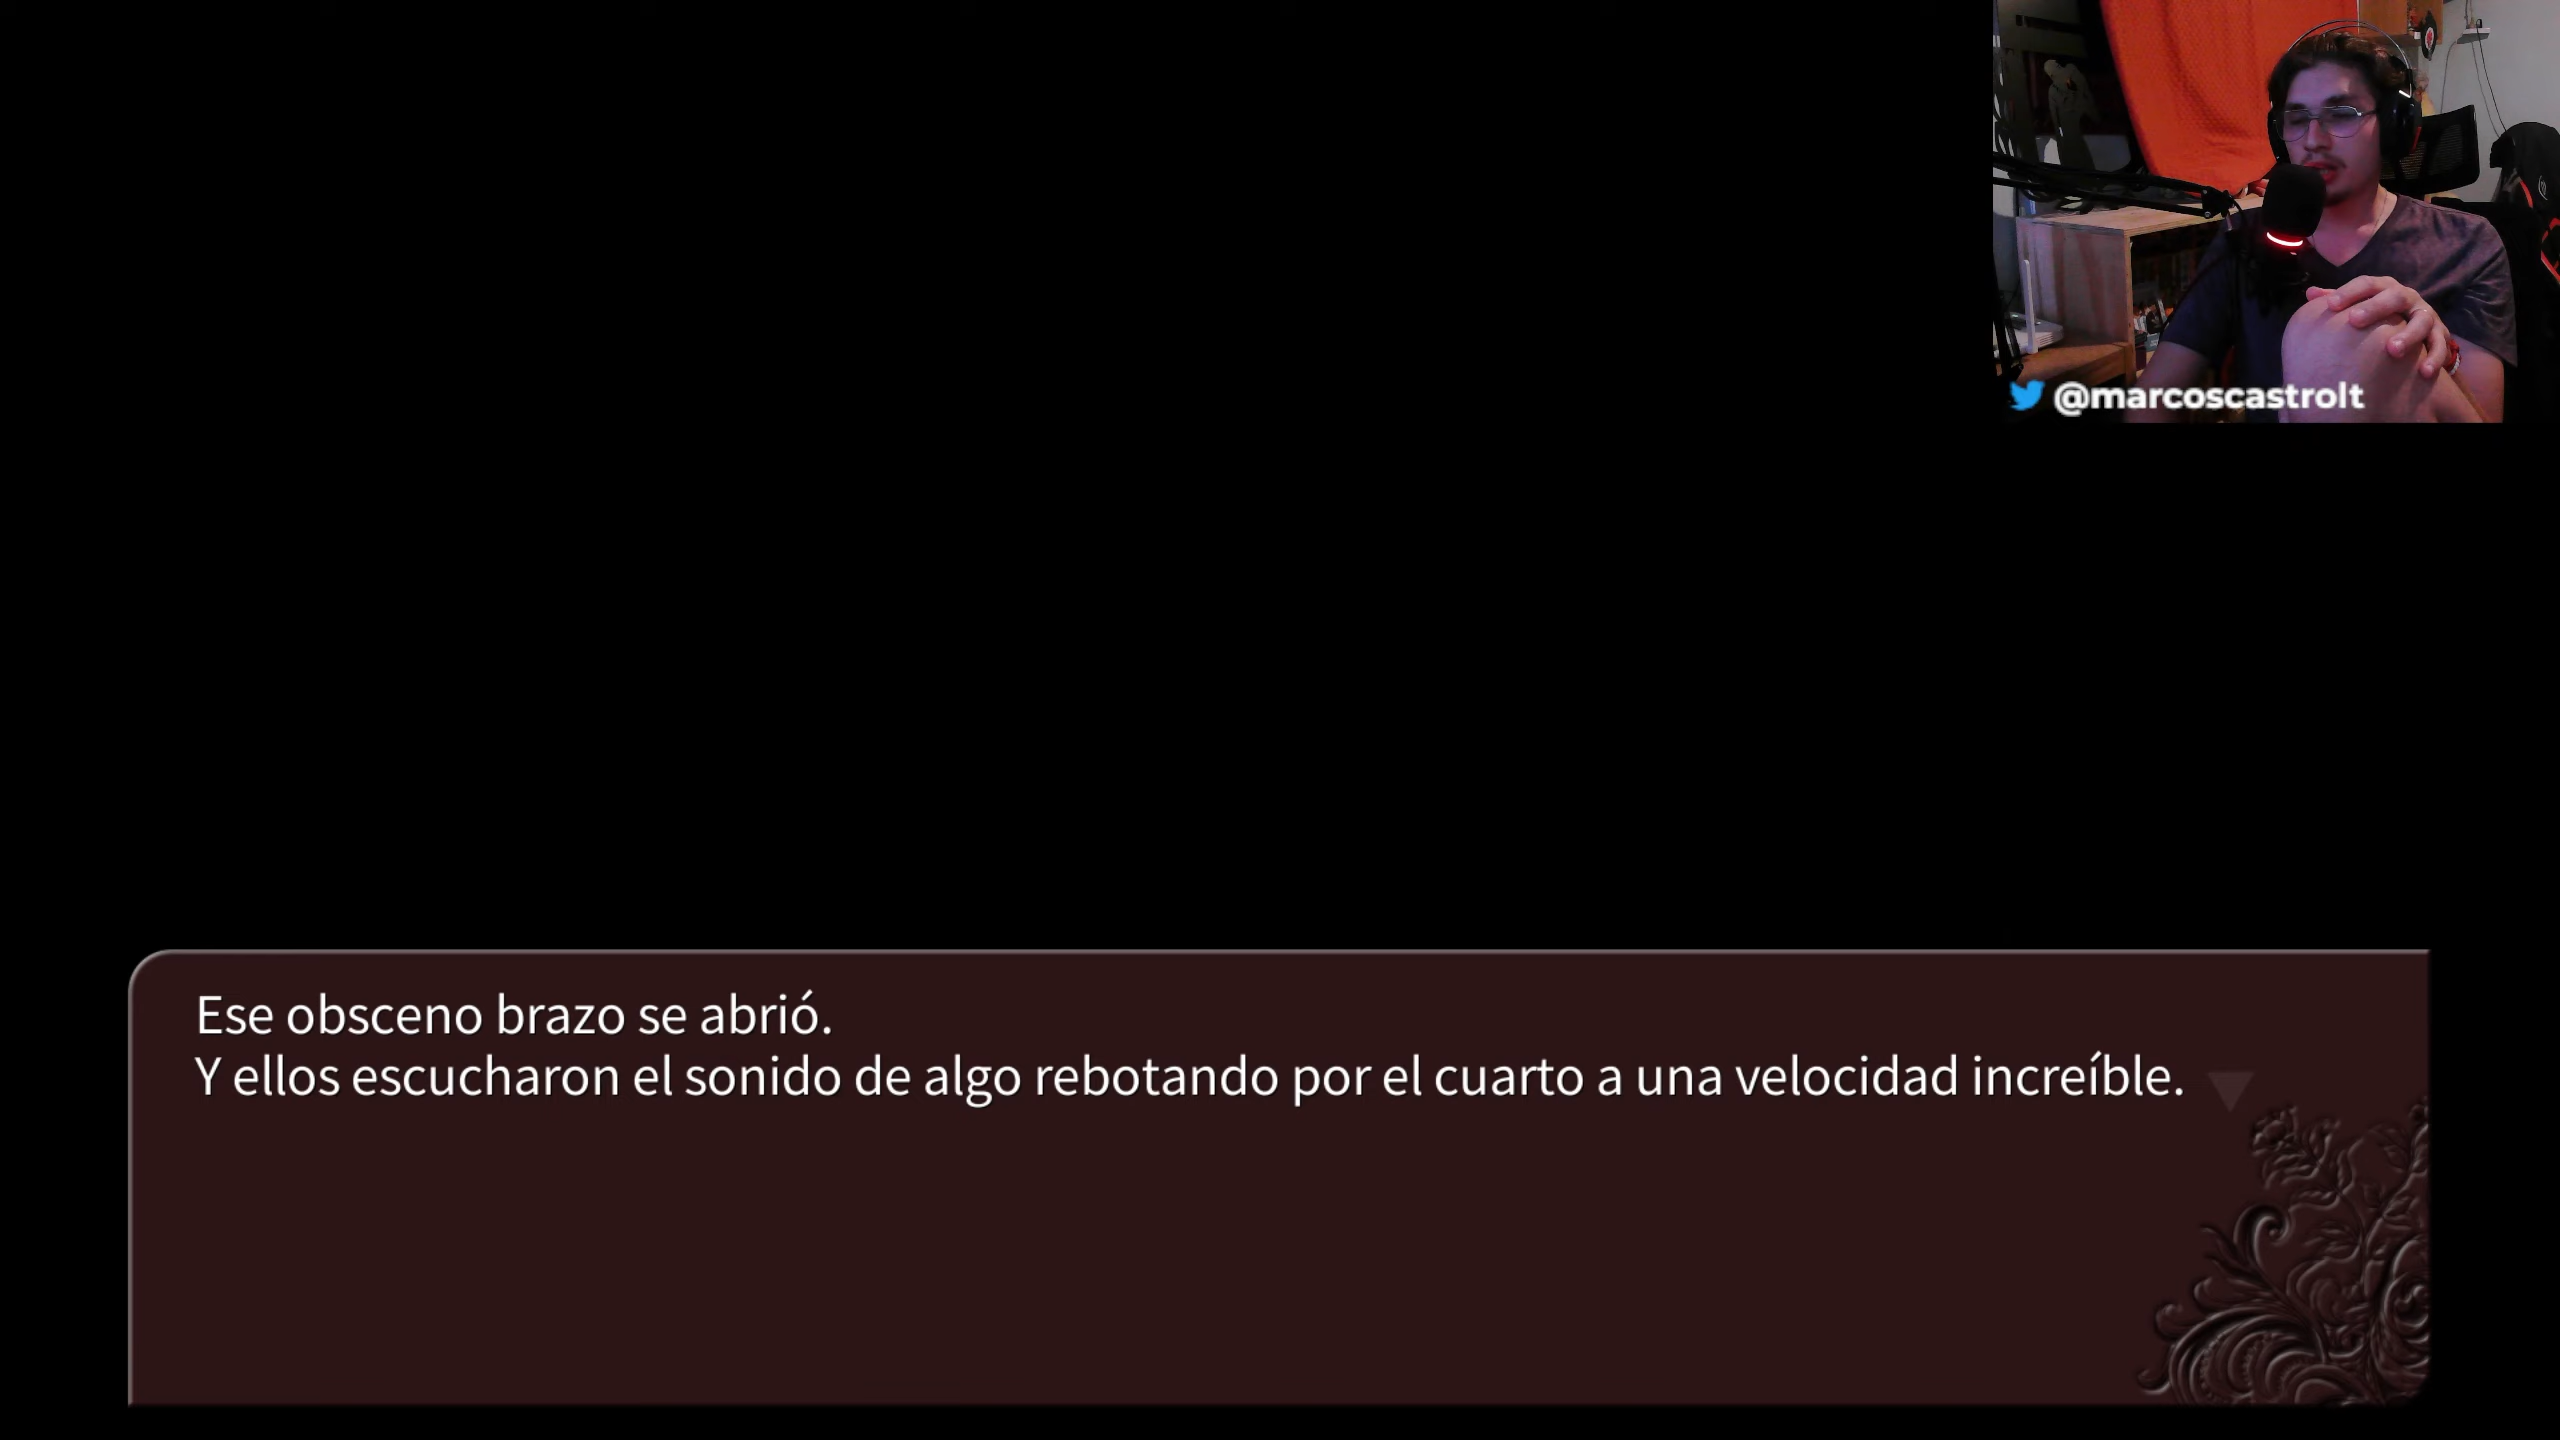 @marcoscastrolt
Ese obsceno brazo se abrió.
Y ellos escucharon el sonido de algo rebotando por el cuarto a una velocidad increíble.